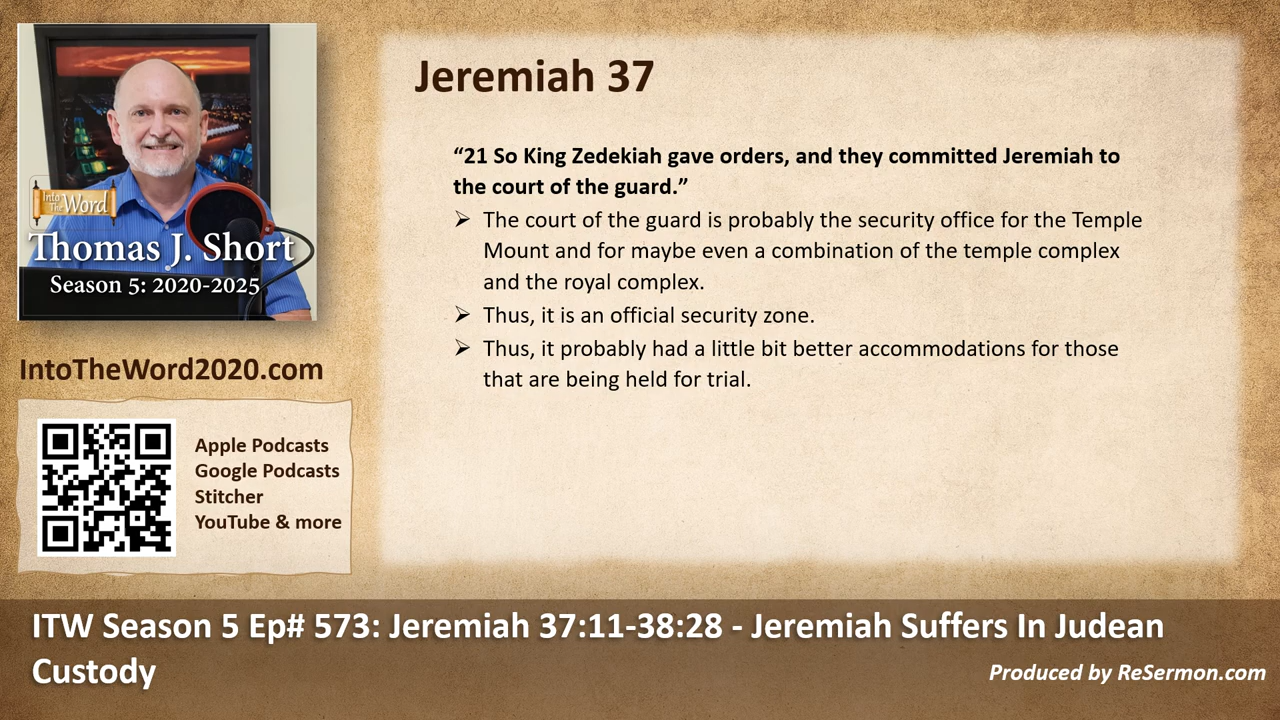 Into
The Word
Thomas J. Short
Season 5: 2020-2025
IntoTheWord2020.com
Apple Podcasts
Google Podcasts
Stitcher
YouTube & more
Jeremiah 37
“21 So King Zedekiah gave orders, and they committed Jeremiah to
the court of the guard.”
➢ The court of the guard is probably the security office for the Temple
Mount and for maybe even a combination of the temple complex
and the royal complex.
➢ Thus, it is an official security zone.
➢ Thus, it probably had a little bit better accommodations for those
that are being held for trial.
ITW Season 5 Ep# 573: Jeremiah 37:11-38:28 - Jeremiah Suffers In Judean
Custody
Produced by ReSermon.com